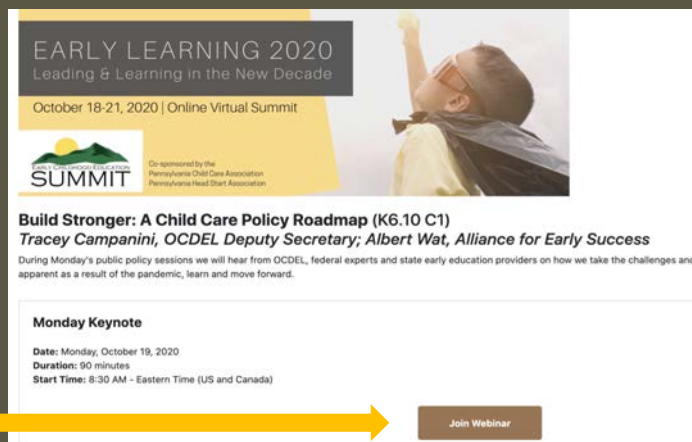 EARLY LEARNING 2020
Leading & Learning in the New Decade
October 18-21, 2020 | Online Virtual Summit
EARLY CHILDHOOD EDUCATION
SUMMIT
Co-sponsored by the
Pennsylvania Child Care Association
Pennsylvania Head Start Association
Build Stronger: A Child Care Policy Roadmap (K6.10 C1)
Tracey Campanini, OCDEL Deputy Secretary; Albert Wat, Alliance for Early Success
During Monday's public policy sessions we will hear from OCDEL, federal experts and state early education providers on how we take the challenges and
apparent as a result of the pandemic, learn and move forward.
Monday Keynote
Date: Monday, October 19, 2020
Duration: 90 minutes
Start Time: 8:30 AM - Eastern Time (US and Canada)
Join Webinar